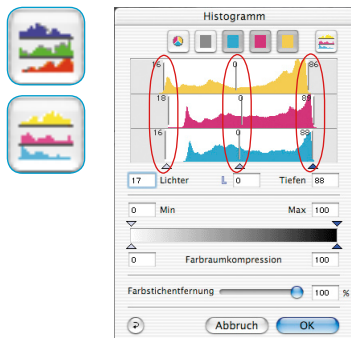 Histogramm
16 0 86
18 0 89
16 0 88
17 Lichter L 0 Tiefen 88
0 Min Max 100
0 Farbraumkompression 100
Farbstichentfernung 100 %
Abbruch OK